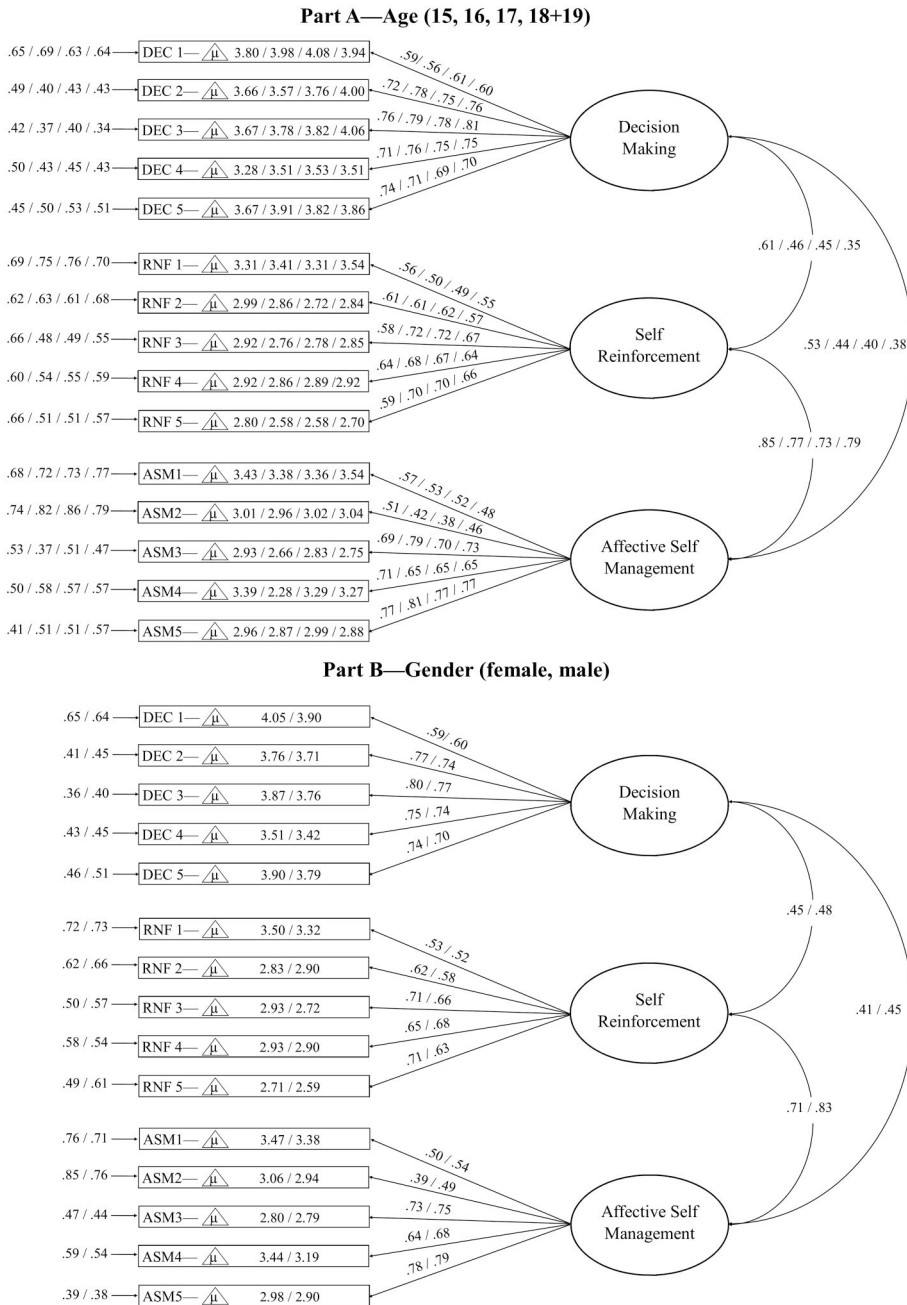 Part A—Age (15, 16, 17, 18+19)
.65 / .69 / .63 / .64 DEC 1— μ 3.80 / 3.98 / 4.08 / 3.94 .59/ .56 / .61 / .60
.49 / .40 / .43 / .43 DEC 2— μ 3.66 / 3.57 / 3.76 / 4.00 .72 / .78 / .75 / .76
.42 / .37 / .40 / .34 DEC 3— μ 3.67 / 3.78 / 3.82 / 4.06 .76 / .79 / .78 / .81
.50 / .43 / .45 / .43 DEC 4— μ 3.28 / 3.51 / 3.53 / 3.51 .71 / .76 / .75 / .75
.45 / .50 / .53 / .51 DEC 5— μ 3.67 / 3.91 / 3.82 / 3.86 .74 / .71 / .69 / .70
Decision
Making
.61 / .46 / .45 / .35
.69 / .75 / .76 / .70 RNF 1— μ 3.31 / 3.41 / 3.31 / 3.54 .56 / .50 / .49 / .55
.62 / .63 / .61 / .68 RNF 2— μ 2.99 / 2.86 / 2.72 / 2.84 .61 / .61 / .62 / .57
.66 / .48 / .49 / .55 RNF 3— μ 2.92 / 2.76 / 2.78 / 2.85 .58 / .72 / .72 / .67
.60 / .54 / .55 / .59 RNF 4— μ 2.92 / 2.86 / 2.89 /2.92 .64 / .68 / .67 / .64
.66 / .51 / .51 / .57 RNF 5— μ 2.80 / 2.58 / 2.58 / 2.70 .59 / .70 / .70 / .66
Self
Reinforcement
.53 / .44 / .40 / .38
.85 / .77 / .73 / .79
.68 / .72 / .73 / .77 ASM1— μ 3.43 / 3.38 / 3.36 / 3.54 .57 / .53 / .52 / .48
.74 / .82 / .86 / .79 ASM2— μ 3.01 / 2.96 / 3.02 / 3.04 .51 / .42 / .38 / .46
.53 / .37 / .51 / .47 ASM3— μ 2.93 / 2.66 / 2.83 / 2.75 .69 / .79 / .70 / .73
.50 / .58 / .57 / .57 ASM4— μ 3.39 / 2.28 / 3.29 / 3.27 .71 / .65 / .65 / .65
.41 / .51 / .51 / .57 ASM5— μ 2.96 / 2.87 / 2.99 / 2.88 .77 / .81 / .77 / .77
Affective Self
Management
Part B—Gender (female, male)
.65 / .64 DEC 1— μ 4.05 / 3.90 .59/ .60
.41 / .45 DEC 2— μ 3.76 / 3.71 .77 / .74
.36 / .40 DEC 3— μ 3.87 / 3.76 .80 / .77
.43 / .45 DEC 4— μ 3.51 / 3.42 .75 / .74
.46 / .51 DEC 5— μ 3.90 / 3.79 .74 / .70
Decision
Making
.45 / .48
.72 / .73 RNF 1— μ 3.50 / 3.32 .53 / .52
.62 / .66 RNF 2— μ 2.83 / 2.90 .62 / .58
.50 / .57 RNF 3— μ 2.93 / 2.72 .71 / .66
.58 / .54 RNF 4— μ 2.93 / 2.90 .65 / .68
.49 / .61 RNF 5— μ 2.71 / 2.59 .71 / .63
Self
Reinforcement
.41 / .45
.71 / .83
.76 / .71 ASM1— μ 3.47 / 3.38 .50 / .54
.85 / .76 ASM2— μ 3.06 / 2.94 .39 / .49
.47 / .44 ASM3— μ 2.80 / 2.79 .73 / .75
.59 / .54 ASM4— μ 3.44 / 3.19 .64 / .68
.39 / .38 ASM5— μ 2.98 / 2.90 .78 / .79
Affective Self
Management